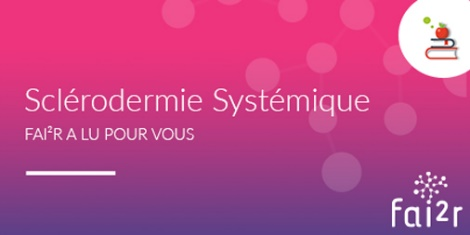 Sclérodermie Systémique
FAI²R A LU POUR VOUS
fai2r